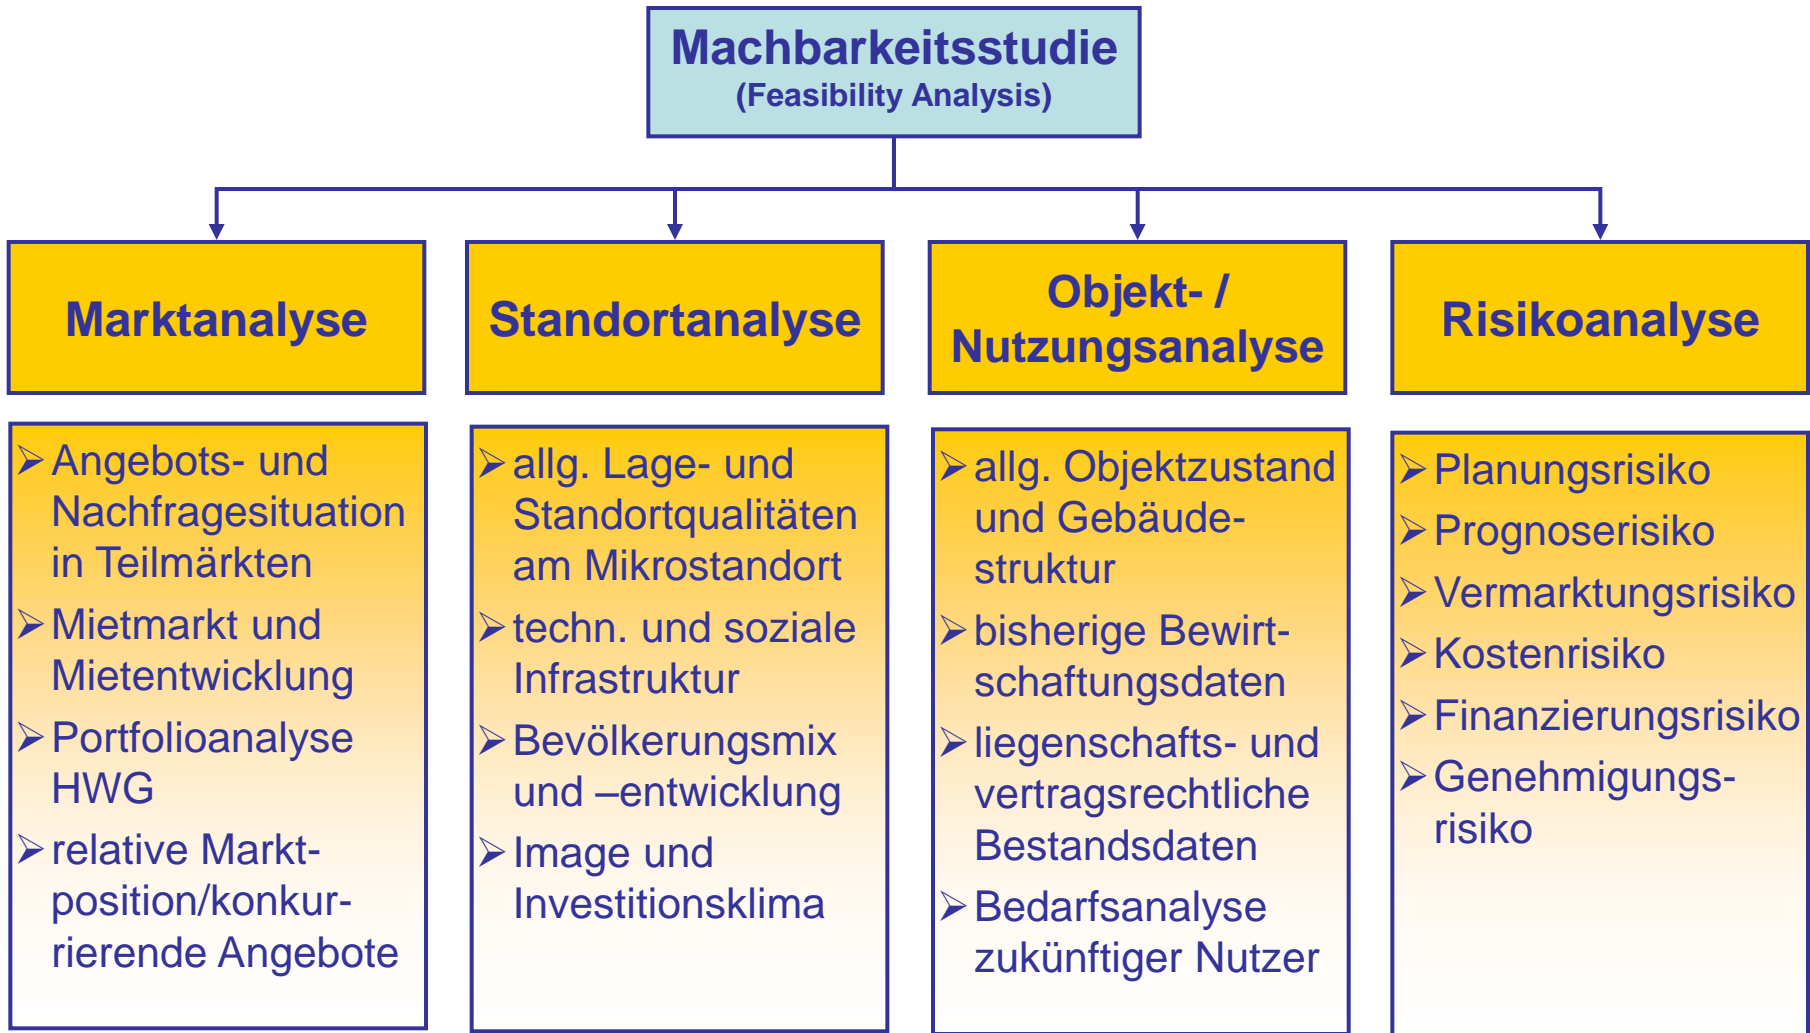 Machbarkeitsstudie
(Feasibility Analysis)
Marktanalyse
Standortanalyse
Objekt- /
Nutzungsanalyse
Risikoanalyse
➢ Angebots- und
Nachfragesituation
in Teilmärkten
➢ Mietmarkt und
Mietentwicklung
➢ Portfolioanalyse
HWG
➢ relative Markt-
position/konkur-
rierende Angebote
➢ allg. Lage- und
Standortqualitäten
am Mikrostandort
➢ techn. und soziale
Infrastruktur
➢ Bevölkerungsmix
und –entwicklung
➢ Image und
Investitionsklima
➢ allg. Objektzustand
und Gebäude-
struktur
➢ bisherige Bewirt-
schaftungsdaten
➢ liegenschafts- und
vertragsrechtliche
Bestandsdaten
➢ Bedarfsanalyse
zukünftiger Nutzer
➢ Planungsrisiko
➢ Prognoserisiko
➢ Vermarktungsrisiko
➢ Kostenrisiko
➢ Finanzierungsrisiko
➢ Genehmigungs-
risiko